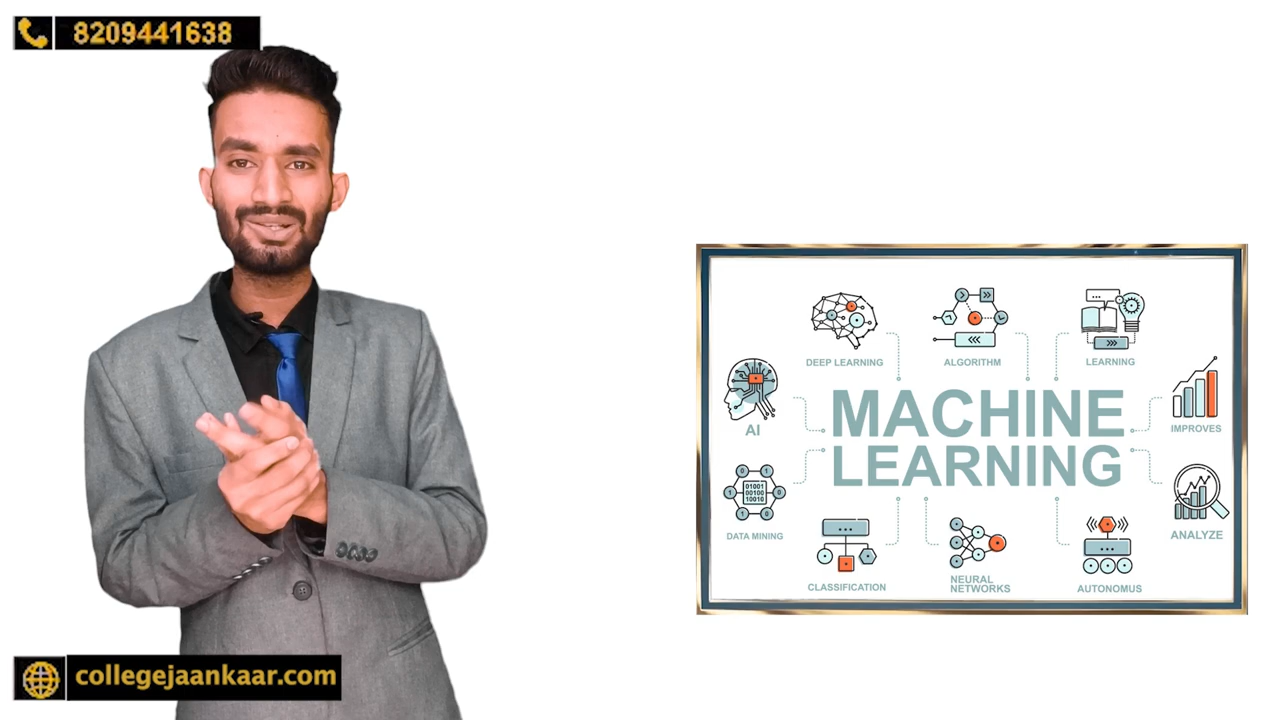 8209441638
DEEP LEARNING
ALGORITHM
LEARNING
AI
MACHINE
LEARNING
IMPROVES
DATA MINING
01001
00100
10010
ANALYZE
CLASSIFICATION
NEURAL
NETWORKS
AUTONOMUS
collegejaankaar.com